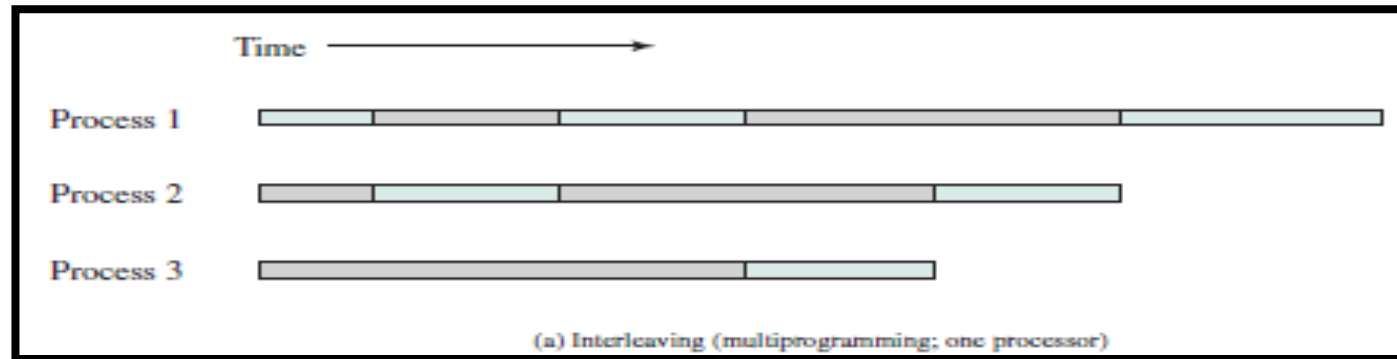 Time
Process 1
Process 2
Process 3
(a) Interleaving (multiprogramming; one processor)